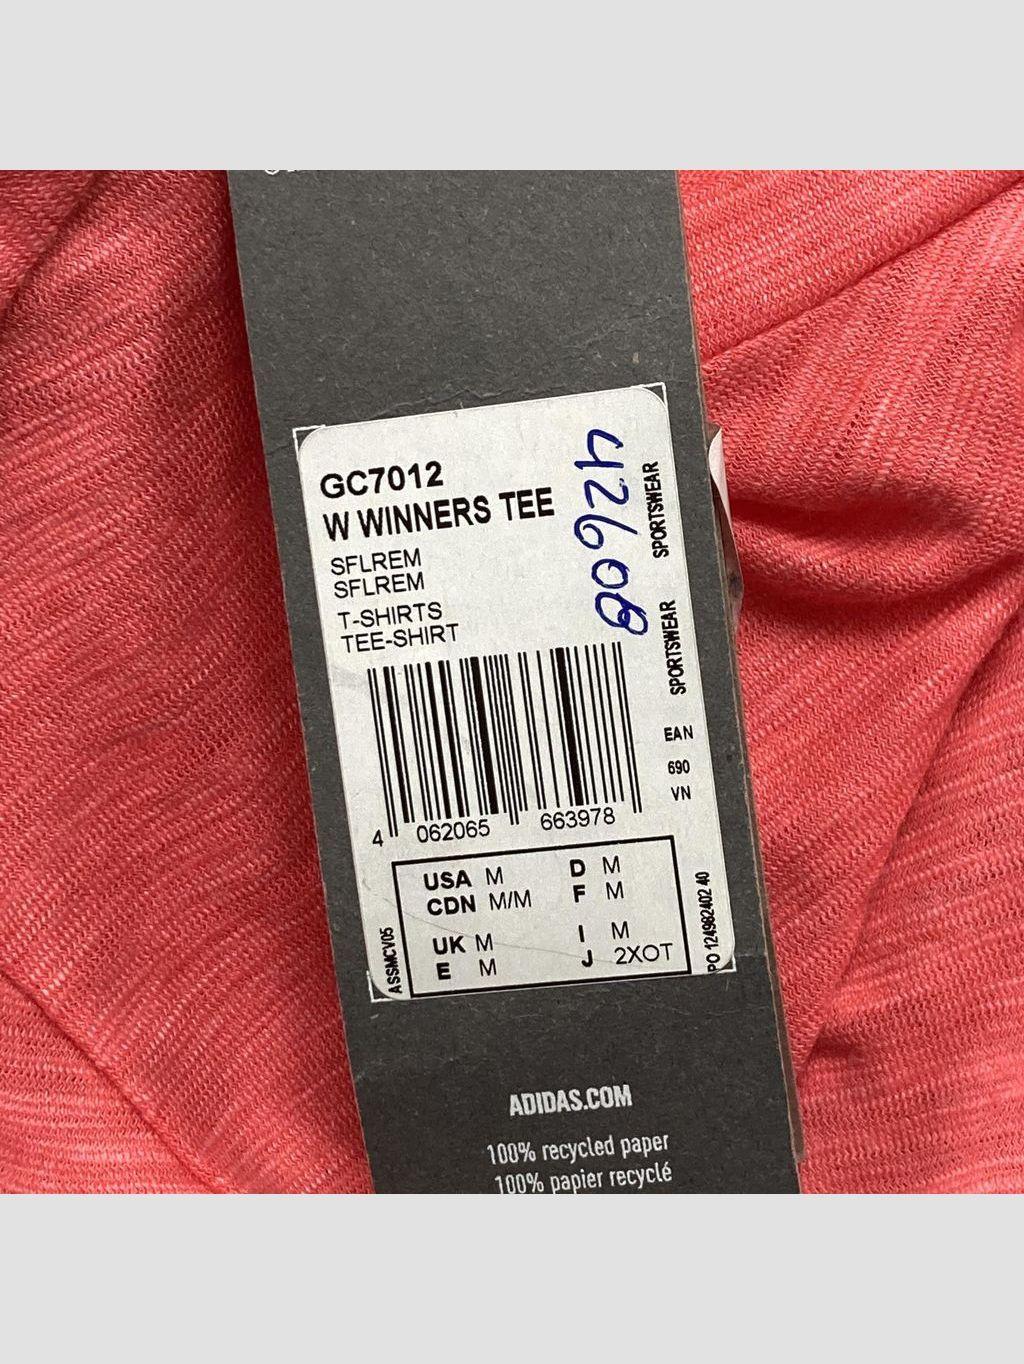 GC7012
W WINNERS TEE
SFLREM
SFLREM
T-SHIRTS
TEE-SHIRT
42608
SPORTSWEAR
SPORTSWEAR
EAN
690
VN
4 062065 663978
USA M D M
CDN M/M F M
UK M I M
E M J 2XOT
ASSMCV05
PO 124982402 40
ADIDAS.COM
100% recycled paper
100% papier recyclé